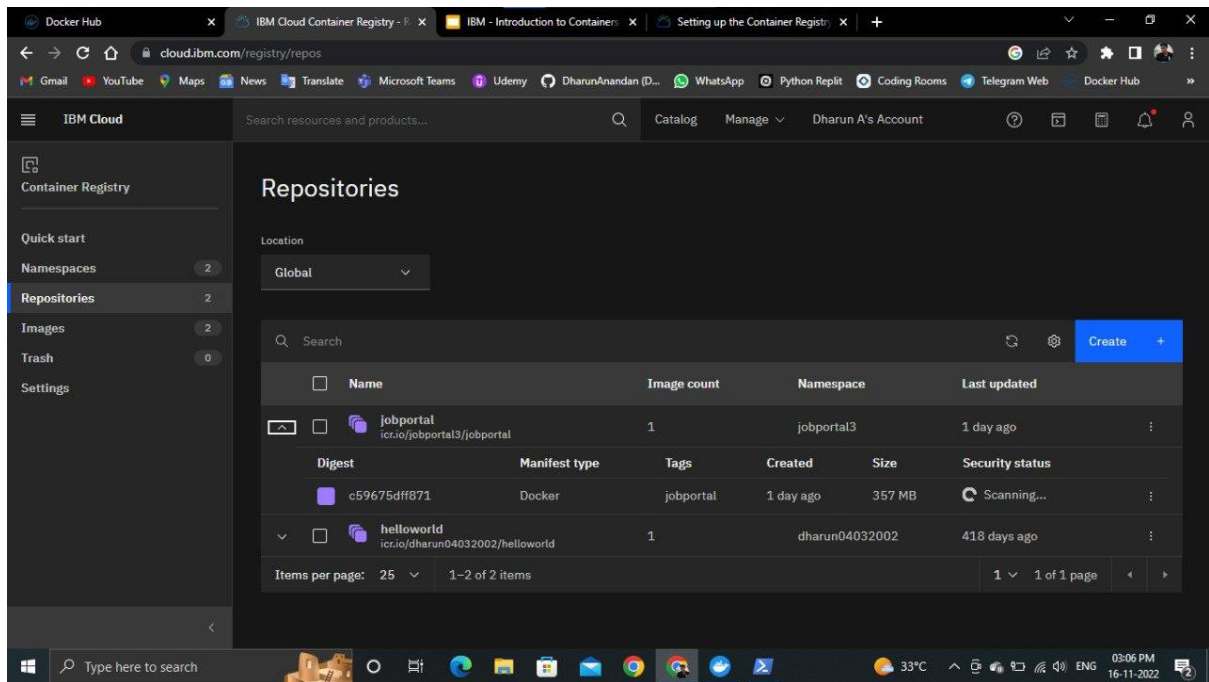 Docker Hub
IBM Cloud Container Registry - R
IBM - Introduction to Containers
Setting up the Container Registry
cloud.ibm.com/registry/repos
Gmail YouTube Maps News Translate Microsoft Teams Udemy DharunAnandan (D... WhatsApp Python Replit Coding Rooms Telegram Web Docker Hub »
IBM Cloud Search resources and products... Catalog Manage Dharun A's Account
Container Registry
Quick start
Namespaces 2
Repositories 2
Images 2
Trash 0
Settings
Repositories
Location
Global
Search Create +
Name Image count Namespace Last updated
jobportal 1 jobportal3 1 day ago
icr.io/jobportal3/jobportal
Digest Manifest type Tags Created Size Security status
c59675dff871 Docker jobportal 1 day ago 357 MB Scanning...
helloworld 1 dharun04032002 418 days ago
icr.io/dharun04032002/helloworld
Items per page: 25 1–2 of 2 items 1 1 of 1 page
Type here to search 33°C ENG 03:06 PM
16-11-2022 2